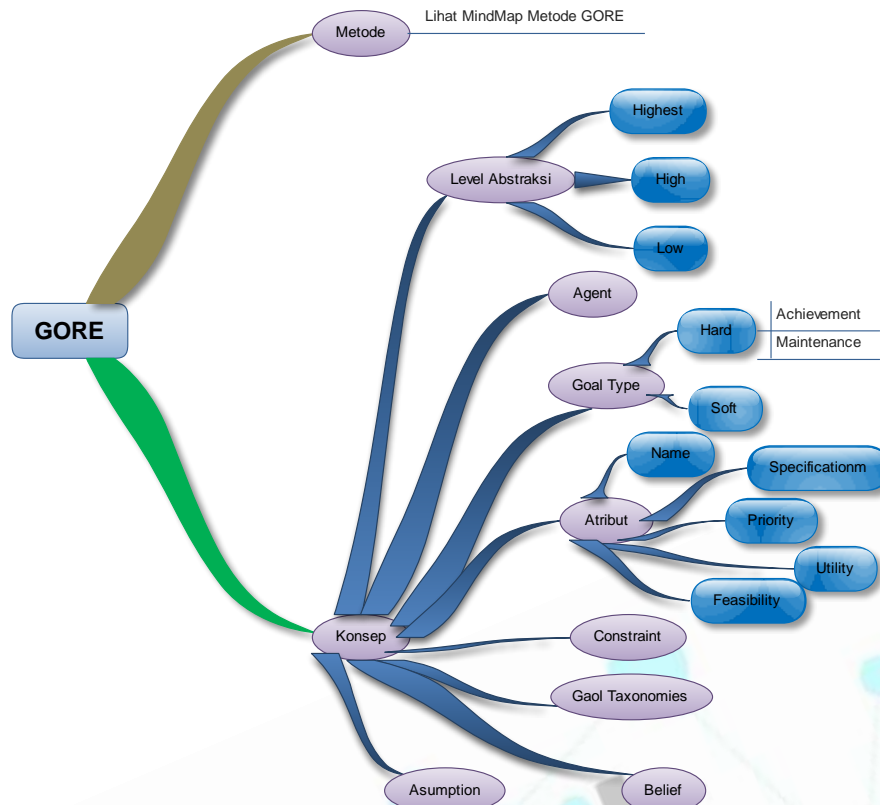 Metode
Lihat MindMap Metode GORE
Highest
Level Abstraksi
High
Low
Agent
GORE
Achievement
Hard
Maintenance
Goal Type
Soft
Name
Specificationm
Atribut
Priority
Utility
Feasibility
Konsep
Constraint
Gaol Taxonomies
Asumption
Belief